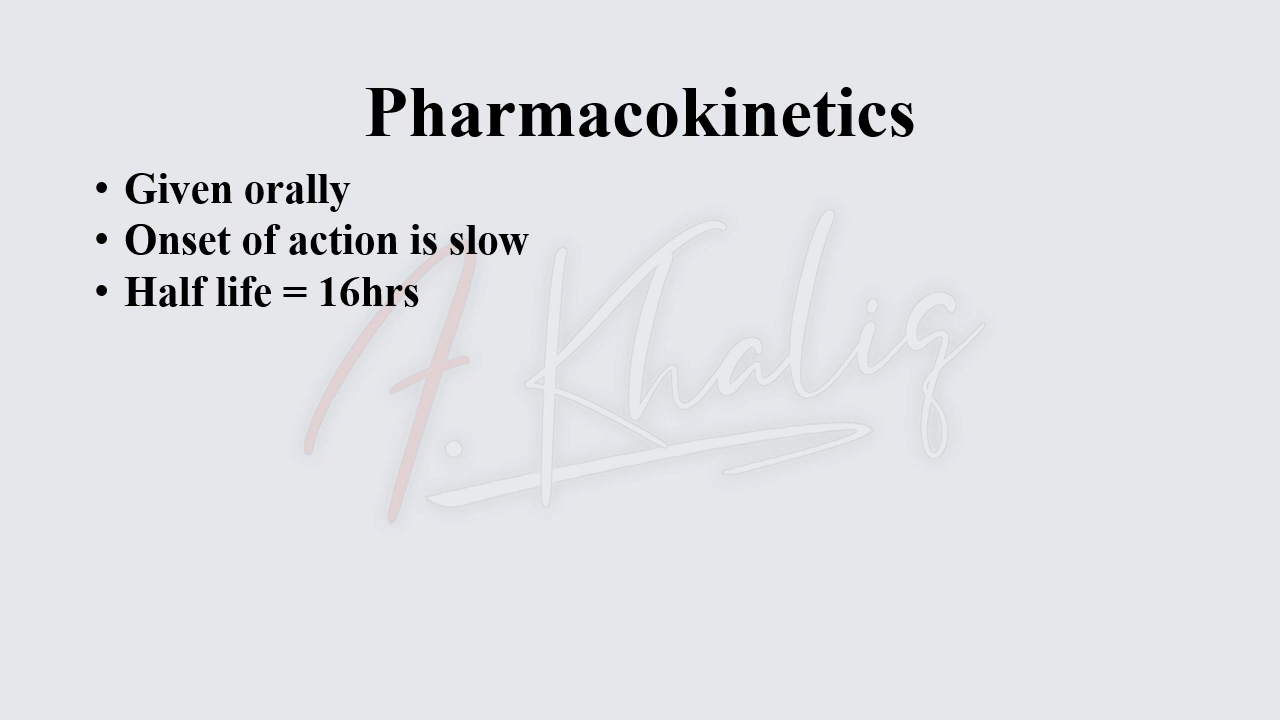 Pharmacokinetics
• Given orally
• Onset of action is slow
• Half life = 16hrs
A. Khaliq